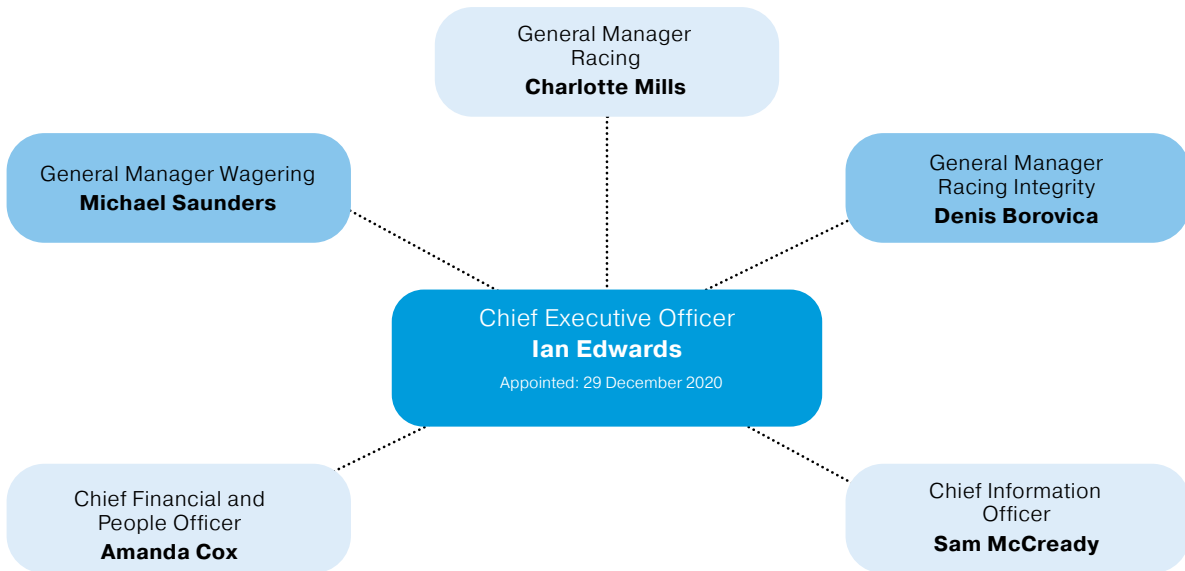 General Manager
Racing
Charlotte Mills
General Manager Wagering
Michael Saunders
General Manager
Racing Integrity
Denis Borovica
Chief Executive Officer
Ian Edwards
Appointed: 29 December 2020
Chief Financial and
People Officer
Amanda Cox
Chief Information
Officer
Sam McCready